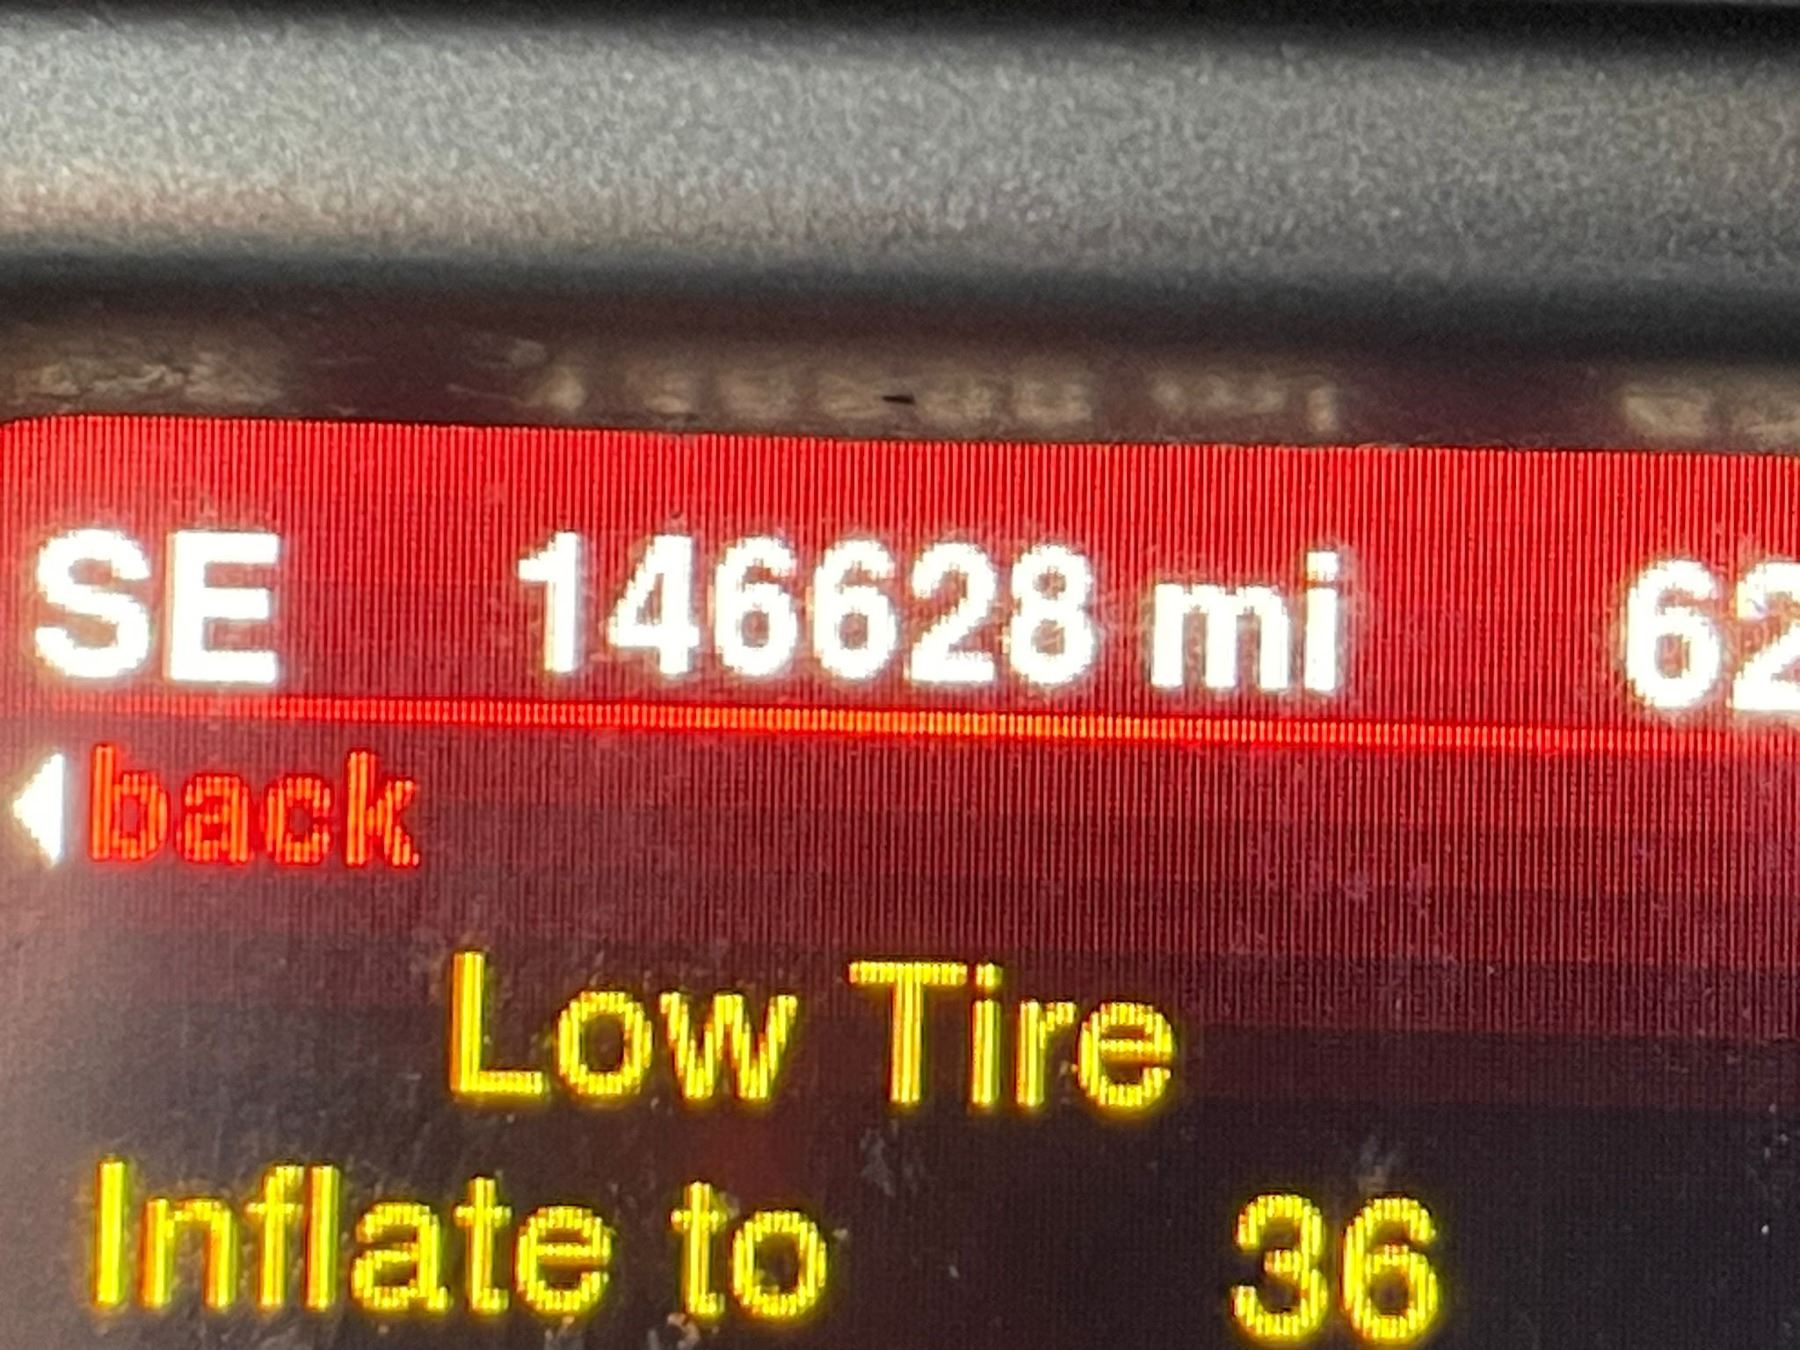 SE 146628 mi 62
back
Low Tire
Inflate to 36